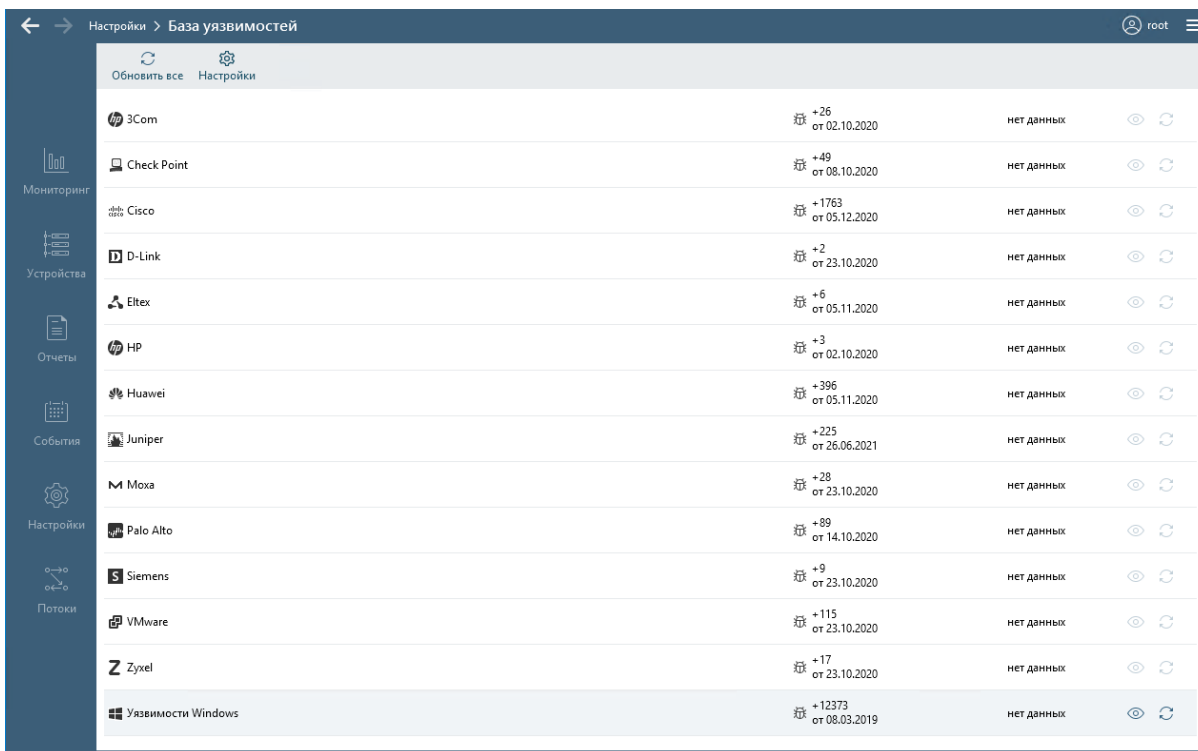 Настройки > База уязвимостей
root
Обновить все
Настройки
Мониторинг
Устройства
Отчеты
События
Настройки
Потоки
3Com
+26
от 02.10.2020
нет данных
Check Point
+49
от 08.10.2020
нет данных
Cisco
+1763
от 05.12.2020
нет данных
D-Link
+2
от 23.10.2020
нет данных
Eltex
+6
от 05.11.2020
нет данных
HP
+3
от 02.10.2020
нет данных
Huawei
+396
от 05.11.2020
нет данных
Juniper
+225
от 26.06.2021
нет данных
Moxa
+28
от 23.10.2020
нет данных
Palo Alto
+89
от 14.10.2020
нет данных
Siemens
+9
от 23.10.2020
нет данных
VMware
+115
от 23.10.2020
нет данных
Zyxel
+17
от 23.10.2020
нет данных
Уязвимости Windows
+12373
от 08.03.2019
нет данных